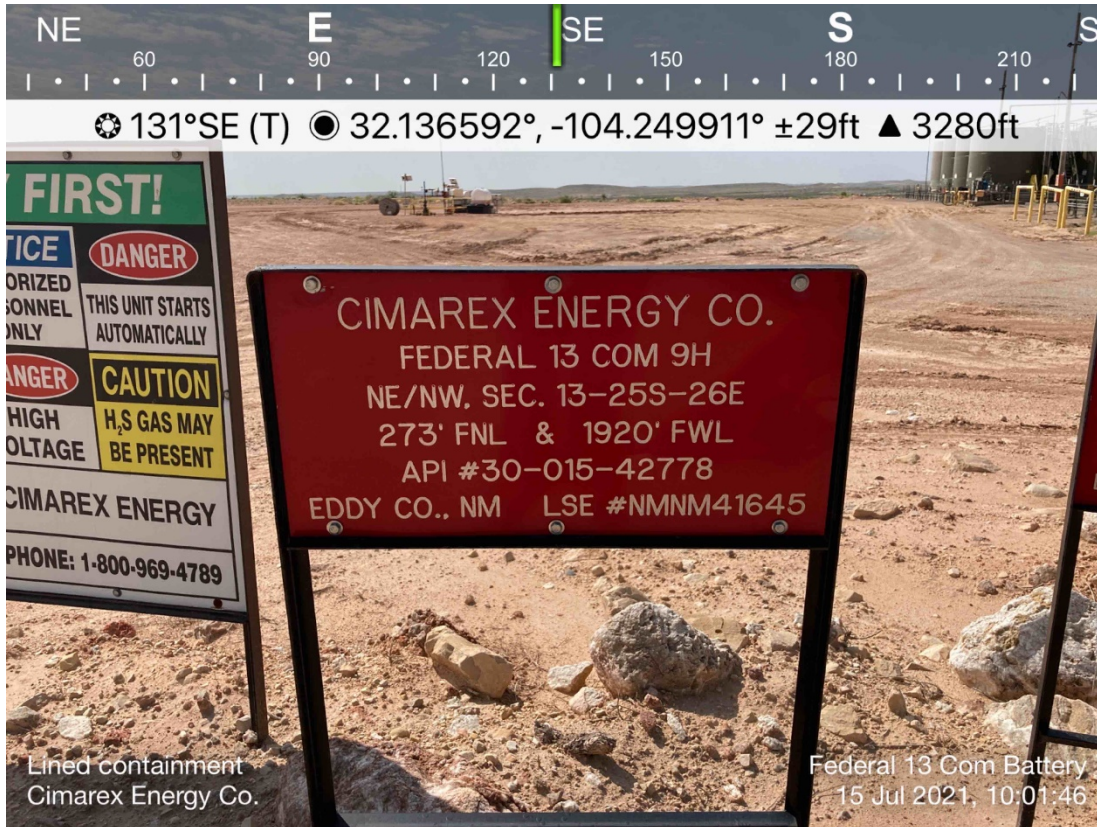 NE E SE S S
60 90 120 150 180 210
131°SE (T) 32.136592°, -104.249911° ±29ft ▲ 3280ft
FIRST!
TICE
ORIZED
SONNEL
ONLY
DANGER
THIS UNIT STARTS
AUTOMATICALLY
ANGER
HIGH
OLTAGE
CAUTION
H₂S GAS MAY
BE PRESENT
CIMAREX ENERGY
PHONE: 1-800-969-4789
CIMAREX ENERGY CO.
FEDERAL 13 COM 9H
NE/NW, SEC. 13-25S-26E
273' FNL & 1920' FWL
API #30-015-42778
EDDY CO., NM LSE #NMNM41645
Lined containment
Cimarex Energy Co.
Federal 13 Com Battery
15 Jul 2021, 10:01:46